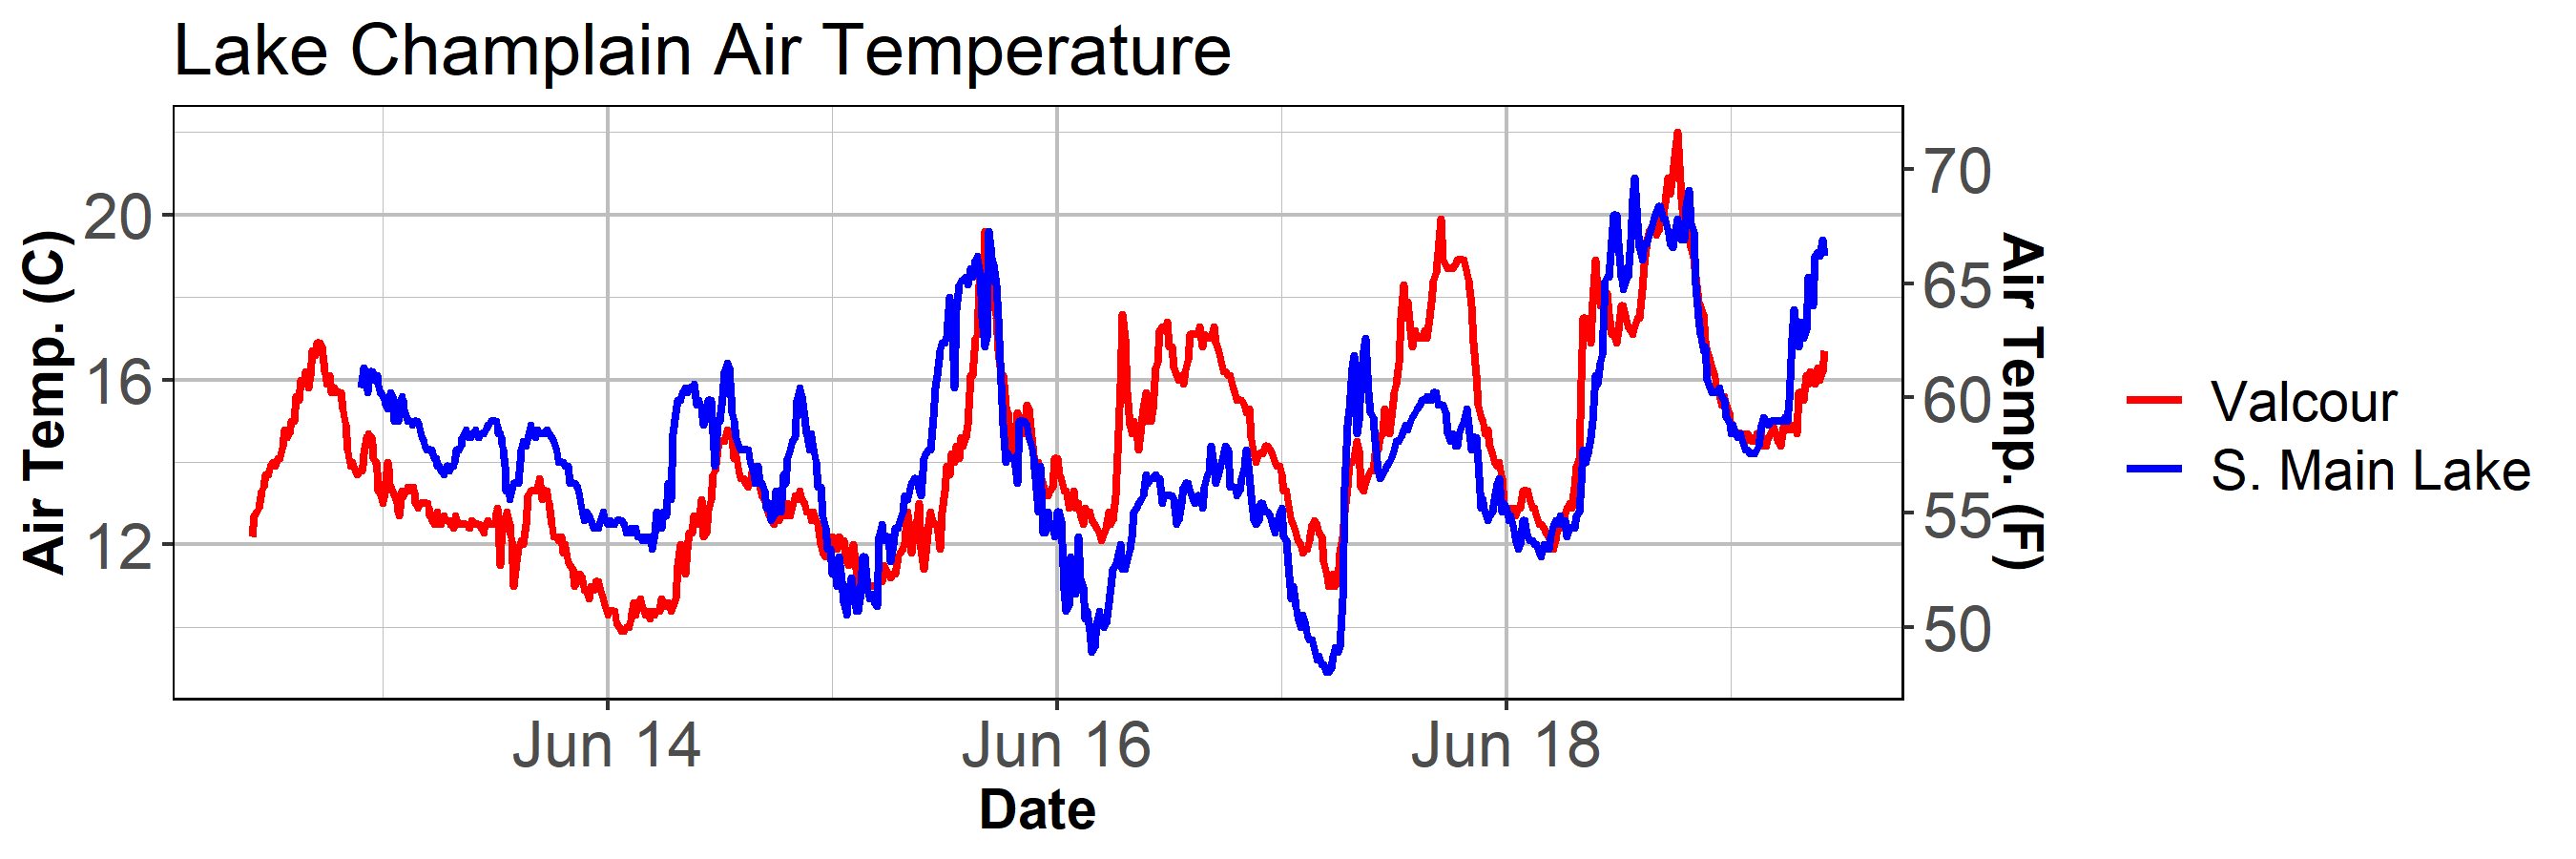 Lake Champlain Air Temperature
Air Temp. (C)
20
16
12
70
65
60
55
50
Air Temp. (F)
Jun 14
Jun 16
Jun 18
Date
Valcour
S. Main Lake